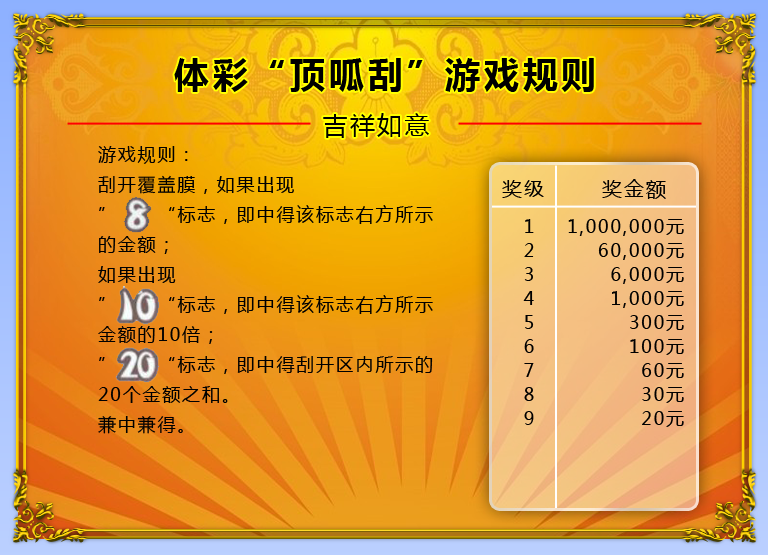 体彩“顶呱刮”游戏规则
吉祥如意
游戏规则：
刮开覆盖膜，如果出现
” 8 “标志，即中得该标志右方所示
的金额；
如果出现
” 10 “标志，即中得该标志右方所示
金额的10倍；
” 20 “标志，即中得刮开区内所示的
20个金额之和。
兼中兼得。
奖级 奖金额
1 1,000,000元
2 60,000元
3 6,000元
4 1,000元
5 300元
6 100元
7 60元
8 30元
9 20元